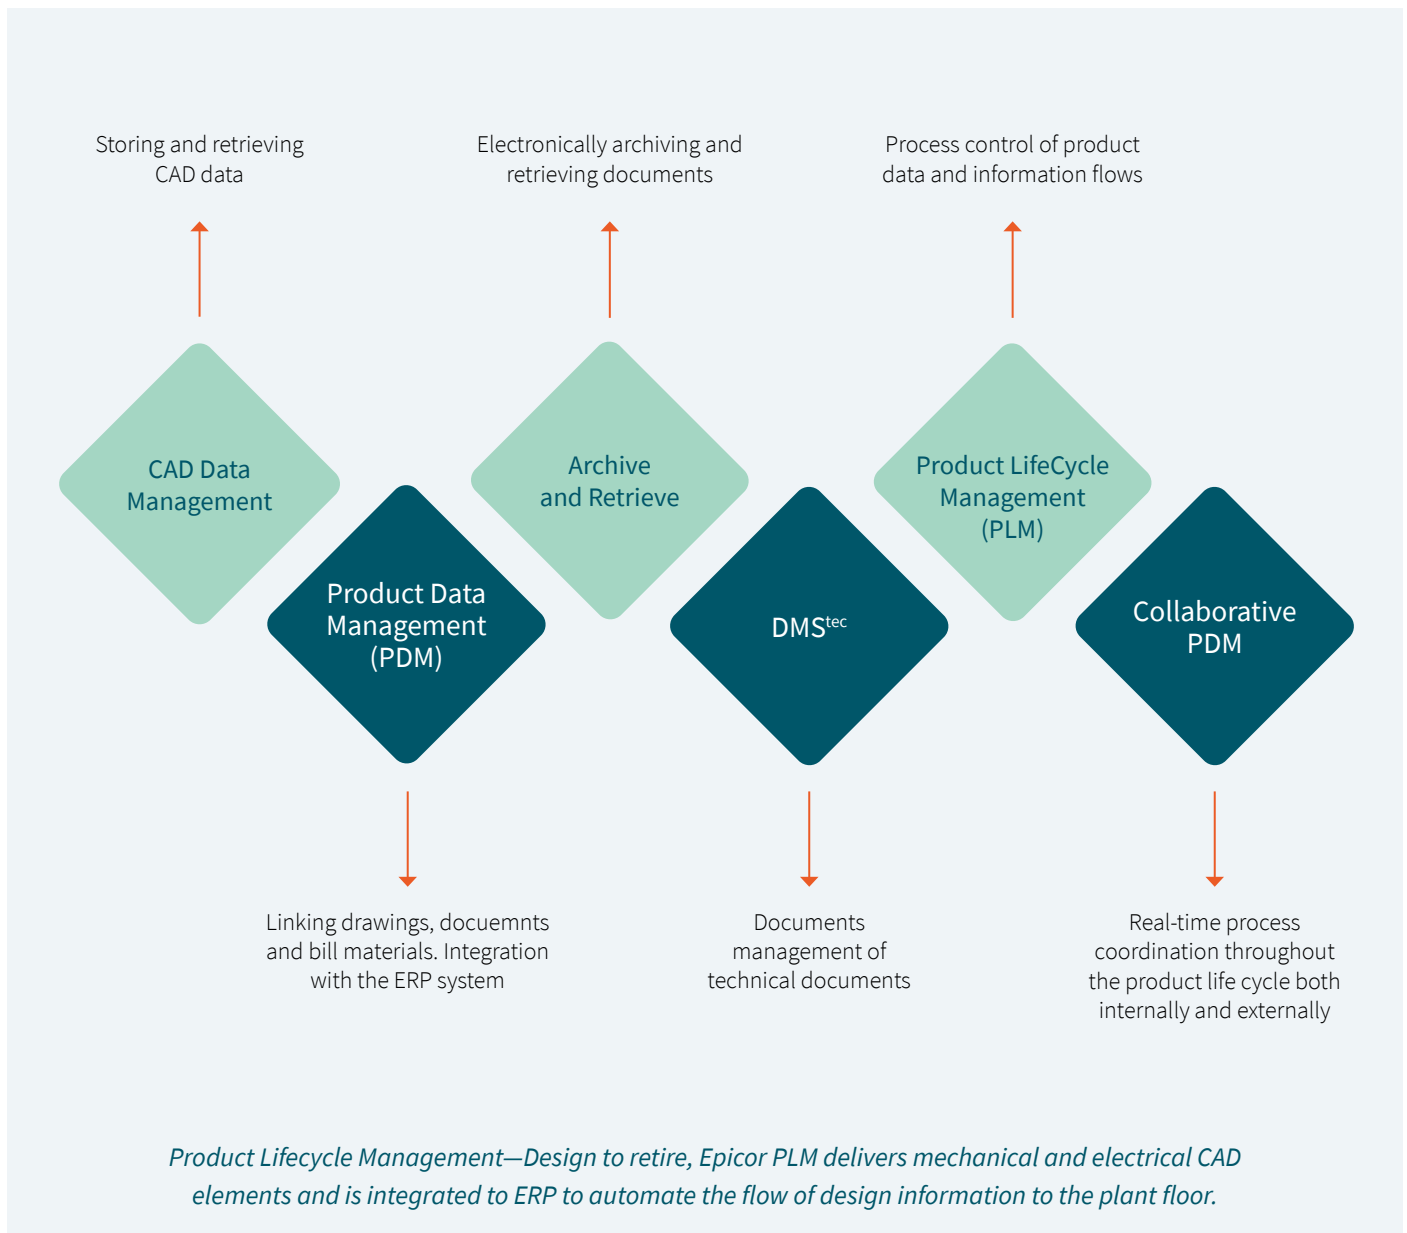 Storing and retrieving
CAD data
Electronically archiving and
retrieving documents
Process control of product
data and information flows
CAD Data
Management
Archive
and Retrieve
Product LifeCycle
Management
(PLM)
Product Data
Management
(PDM)
DMStec
Collaborative
PDM
Linking drawings, docuemnts
and bill materials. Integration
with the ERP system
Documents
management of
technical documents
Real-time process
coordination throughout
the product life cycle both
internally and externally
Product Lifecycle Management—Design to retire, Epicor PLM delivers mechanical and electrical CAD
elements and is integrated to ERP to automate the flow of design information to the plant floor.